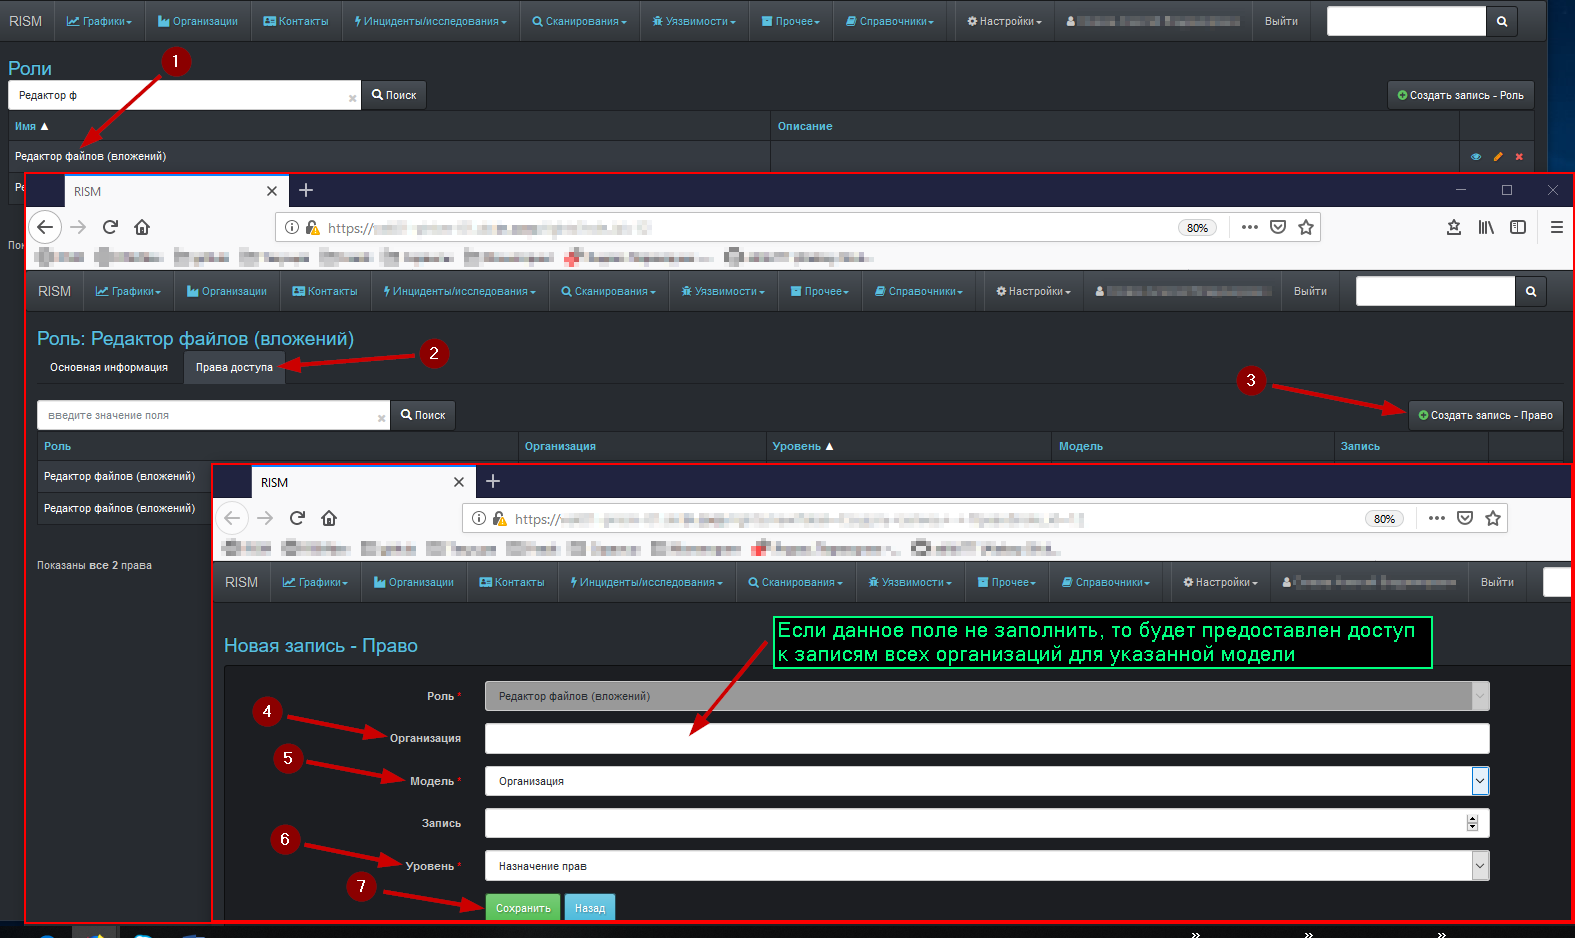 RISM Графики Организации Контакты Инциденты/исследования Сканирования Уязвимости Прочее Справочники Настройки Выйти
Роли
1
Редактор ф × Поиск Создать запись - Роль
Имя ▲ Описание
Редактор файлов (вложений)
Ре
Пок
RISM
https://
80%
RISM Графики Организации Контакты Инциденты/исследования Сканирования Уязвимости Прочее Справочники Настройки Выйти
Роль: Редактор файлов (вложений)
2
Основная информация Права доступа
3
введите значение поля × Поиск Создать запись - Право
Роль Организация Уровень ▲ Модель Запись
Редактор файлов (вложений)
Редактор файлов (вложений)
Показаны все 2 права
RISM
https://
80%
RISM Графики Организации Контакты Инциденты/исследования Сканирования Уязвимости Прочее Справочники Настройки Выйти
Если данное поле не заполнить, то будет предоставлен доступ
к записям всех организаций для указанной модели
Новая запись - Право
Роль * Редактор файлов (вложений)
4
Организация
5
Модель * Организация
Запись
6
Уровень * Назначение прав
7
Сохранить Назад
» » »